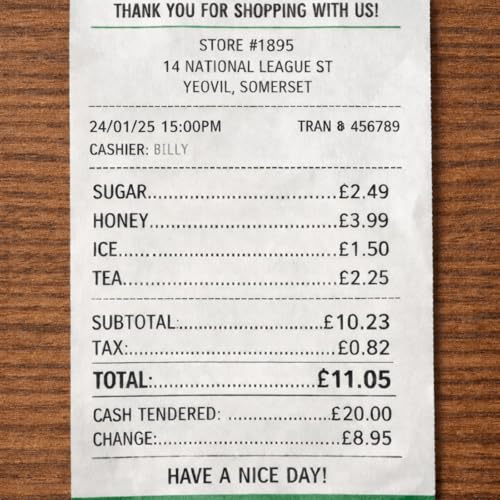 THANK YOU FOR SHOPPING WITH US!
STORE #1895
14 NATIONAL LEAGUE ST
YEOVIL, SOMERSET
24/01/25 15:00PM TRAN 8 456789
CASHIER: BILLY
SUGAR..............................£2.49
HONEY..............................£3.99
ICE..............................£1.50
TEA..............................£2.25
SUBTOTAL:......................£10.23
TAX:..............................£0.82
TOTAL:......................£11.05
CASH TENDERED: ................£20.00
CHANGE:..........................£8.95
HAVE A NICE DAY!